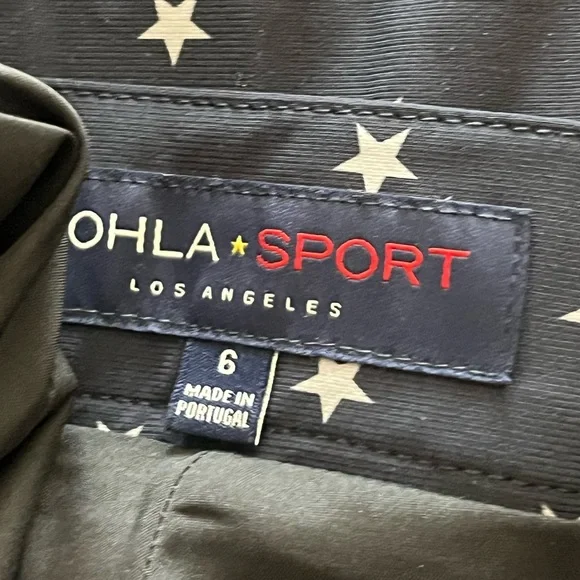 OHLA★SPORT
LOS ANGELES
6
MADE IN
PORTUGAL